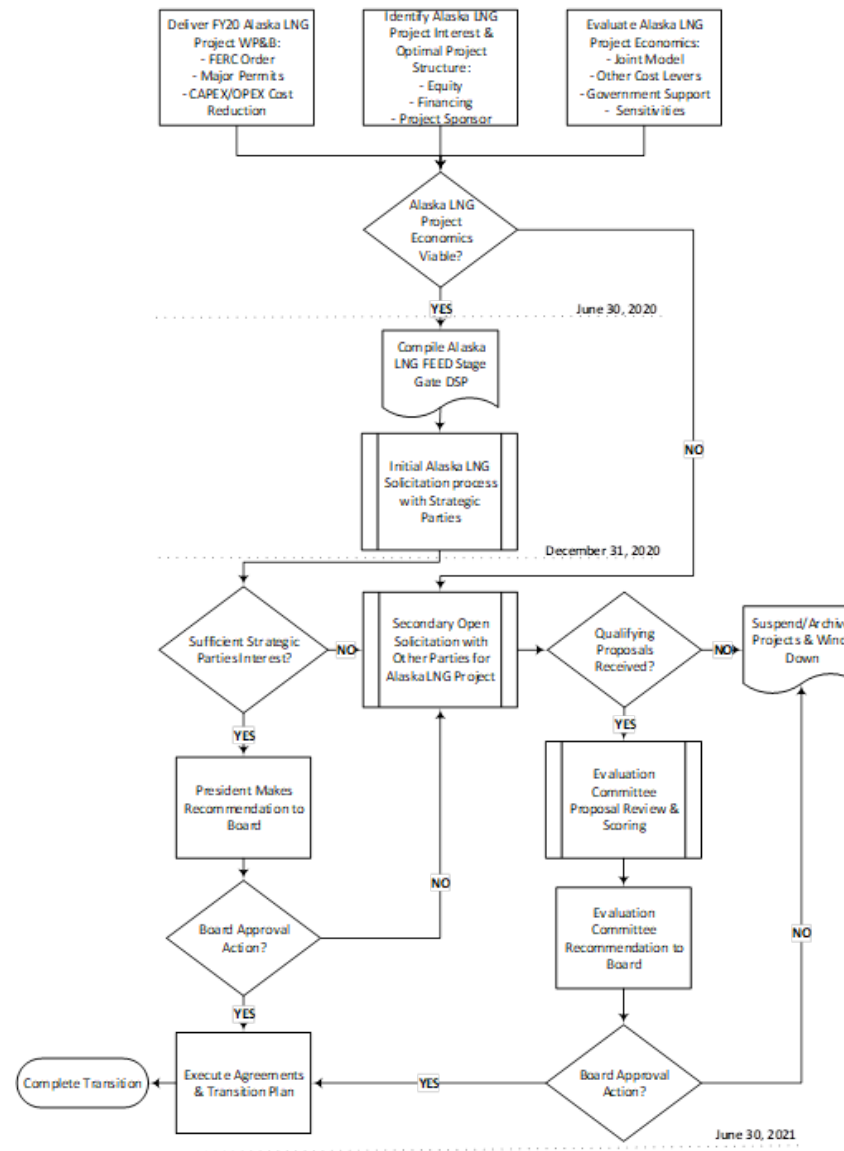 Deliver FY20 Alaska LNG
Project WP&B:
- FERC Order
- Major Permits
-CAPEX/OPEX Cost
Reduction
Identify Alaska LNG
Project Interest &
Optimal Project
Structure:
- Equity
- Financing
- Project Sponsor
Evaluate Alaska LNG
Project Economics:
- Joint Model
- Other Cost Levers
-Government Support
- Sensitivities
Alaska LNG
Project
Economics
Viable?
YES
June 30, 2020
Compile Alaska
LNG FEED Stage
Gate DSP
NO
Initial Alaska LNG
Solicitation process
with Strategic
Parties
December 31, 2020
Sufficient Strategic
Parties Interest?
NO
Secondary Open
Solicitation with
Other Parties for
Alaska LNG Project
Qualifying
Proposals
Received?
NO
Suspend/Archive
Projects & Wind
Down
YES
YES
President Makes
Recommendation to
Board
Evaluation
Committee
Proposal Review &
Scoring
NO
Board Approval
Action?
Evaluation
Committee
Recommendation to
Board
NO
YES
Complete Transition
Execute Agreements
& Transition Plan
YES
Board Approval
Action?
June 30, 2021